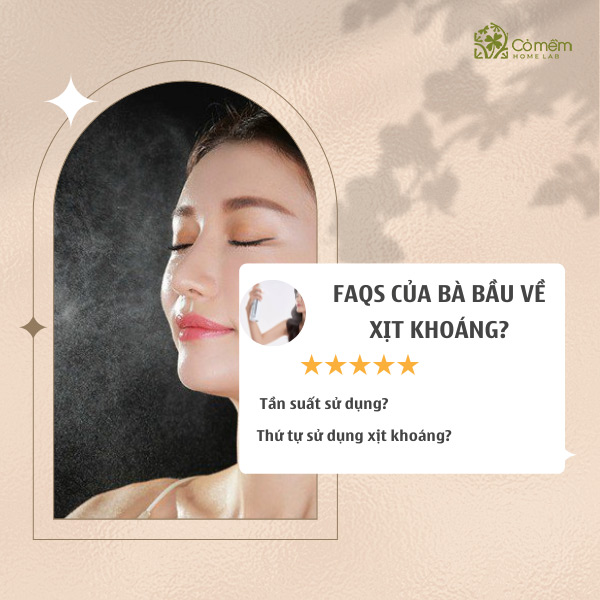 Cỏ mềm
HOME LAB
FAQS CỦA BÀ BẦU VỀ
XỊT KHOÁNG?
Tần suất sử dụng?
Thứ tự sử dụng xịt khoáng?